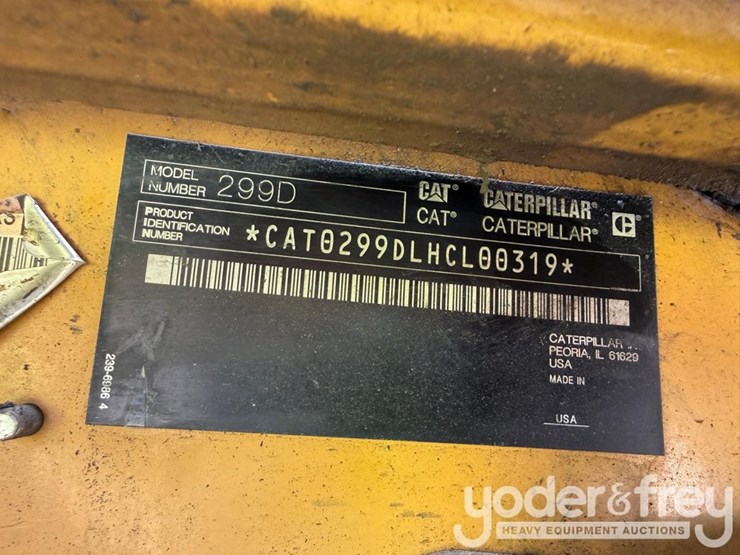 MODEL
NUMBER 299D
CAT® CATERPILLAR®
CAT® CATERPILLAR®
PRODUCT
IDENTIFICATION
NUMBER *CAT0299DLHCL00319*
CATERPILLAR
PEORIA, IL 61629
USA
MADE IN
USA
239-6986 4
yoder&frey
HEAVY EQUIPMENT AUCTIONS